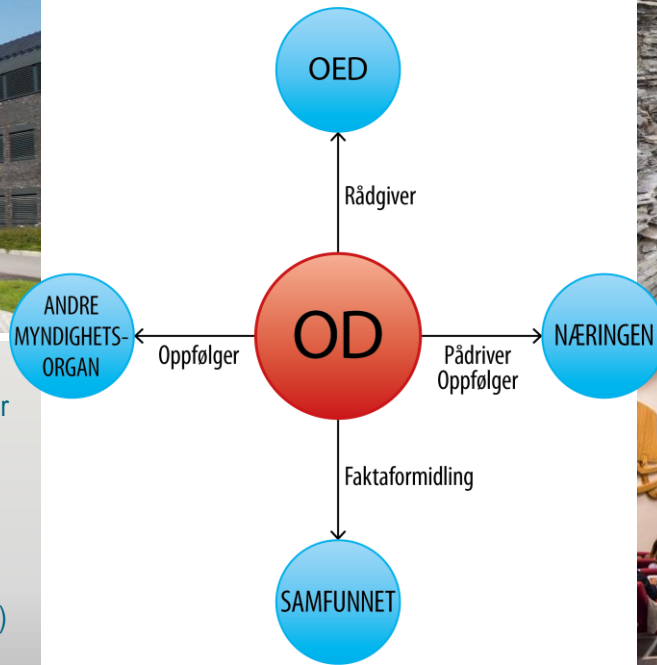 OED
Rådgiver
ANDRE
MYNDIGHETS-
ORGAN
Oppfølger
OD
Pådriver
Oppfølger
NÆRINGEN
r
Faktaformidling
SAMFUNNET
)